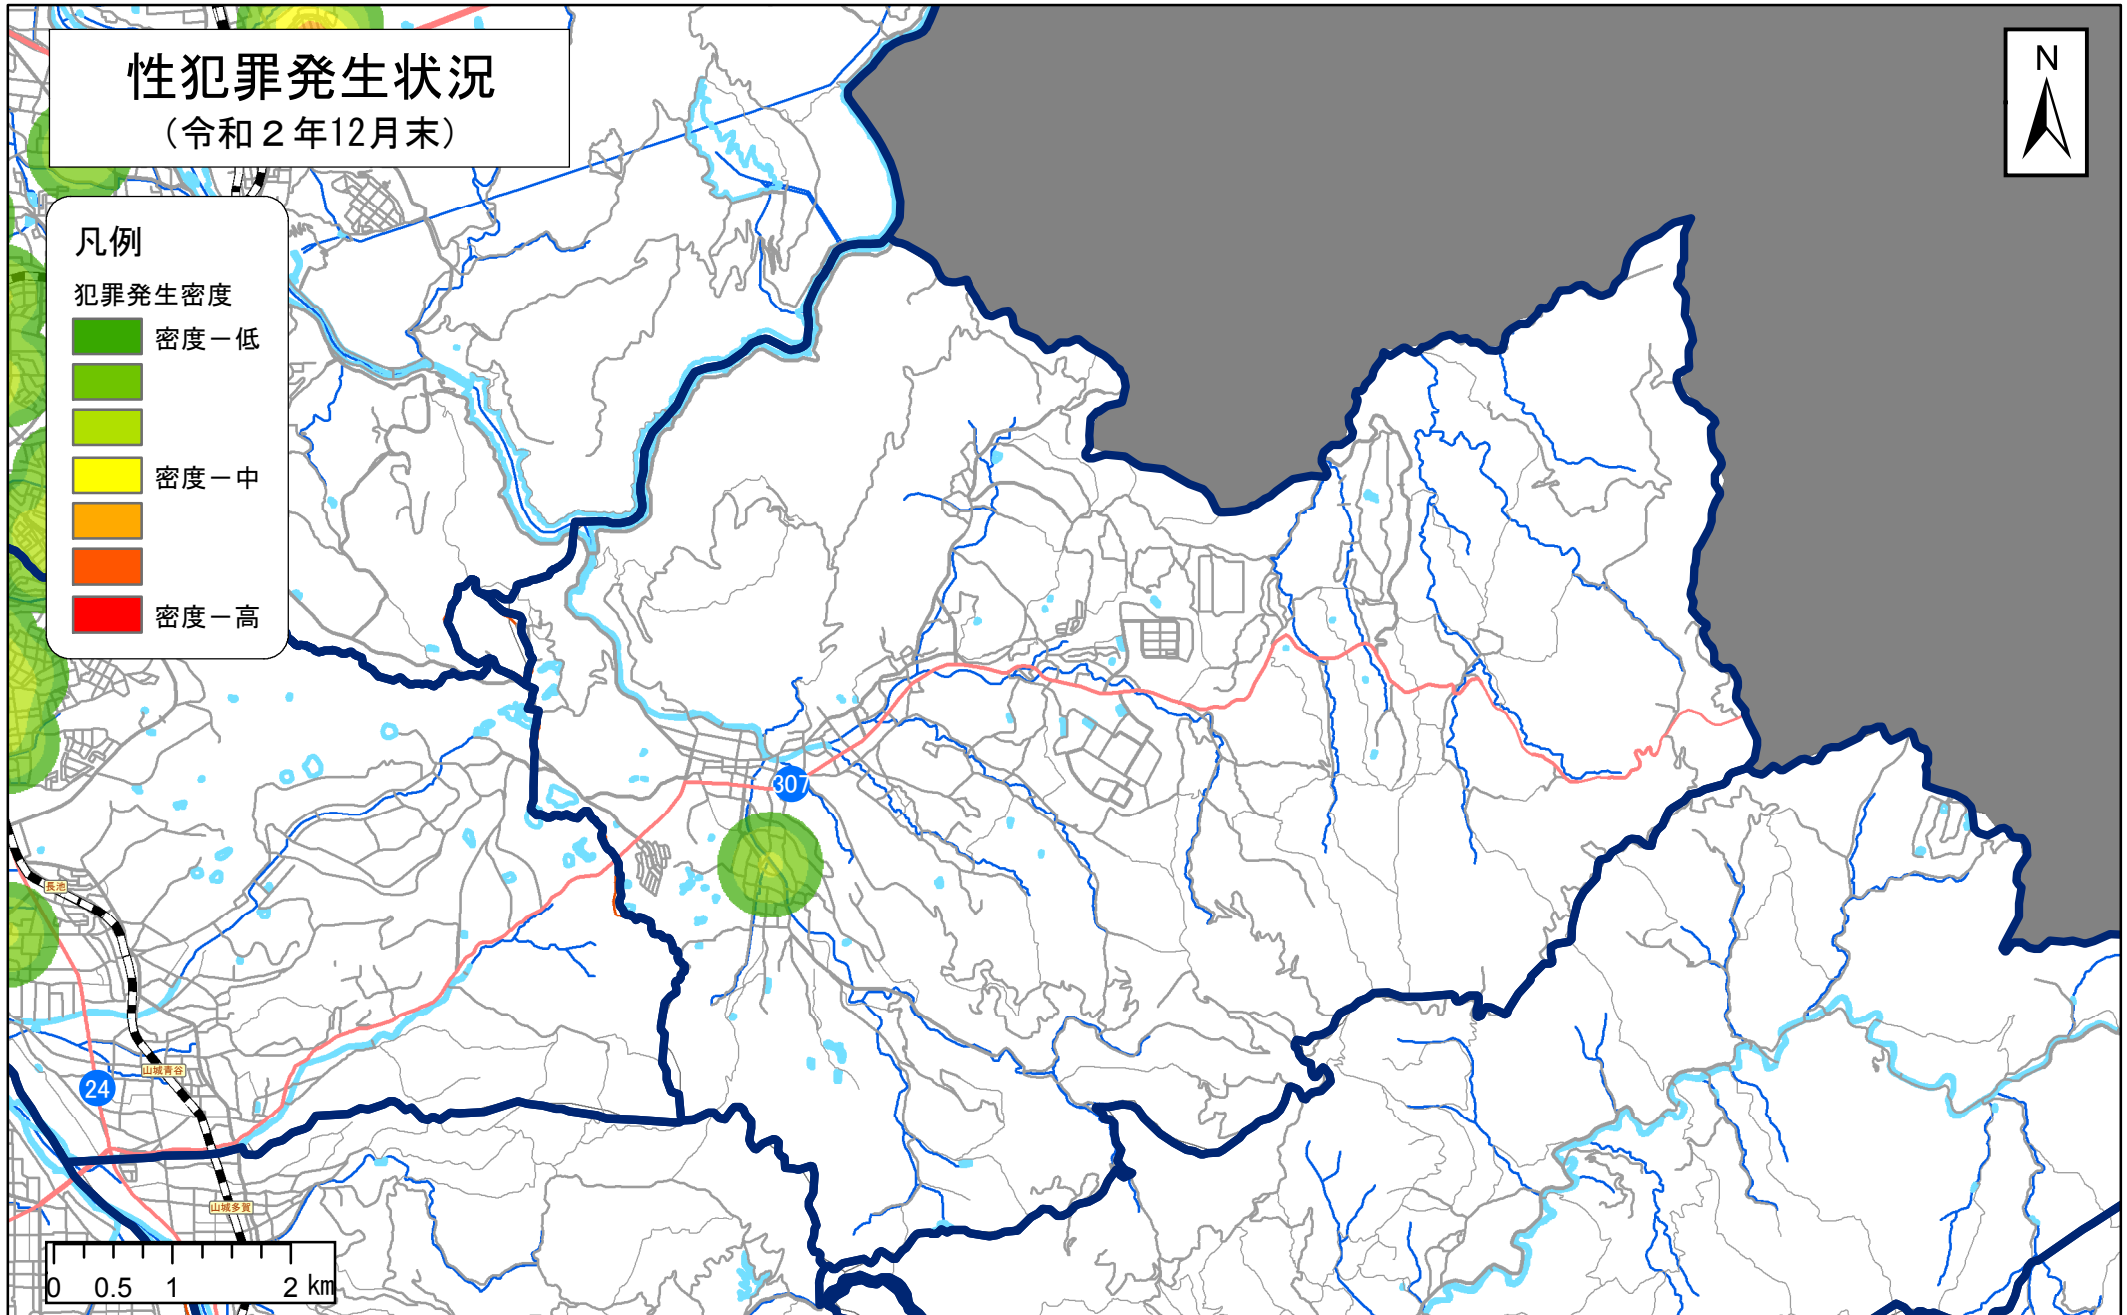 性犯罪発生状況
（令和２年12月末）
N
凡例
犯罪発生密度
密度－低
密度－中
密度－高
307
長池
山城青谷
24
山城多賀
0 0.5 1 2 km